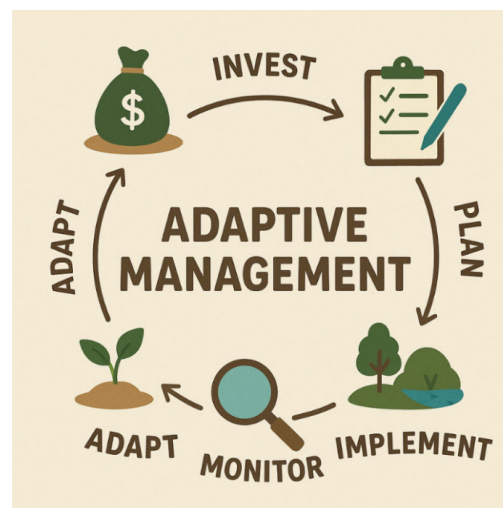 INVEST
$
ADAPT
ADAPTIVE
MANAGEMENT
PLAN
ADAPT
MONITOR
IMPLEMENT